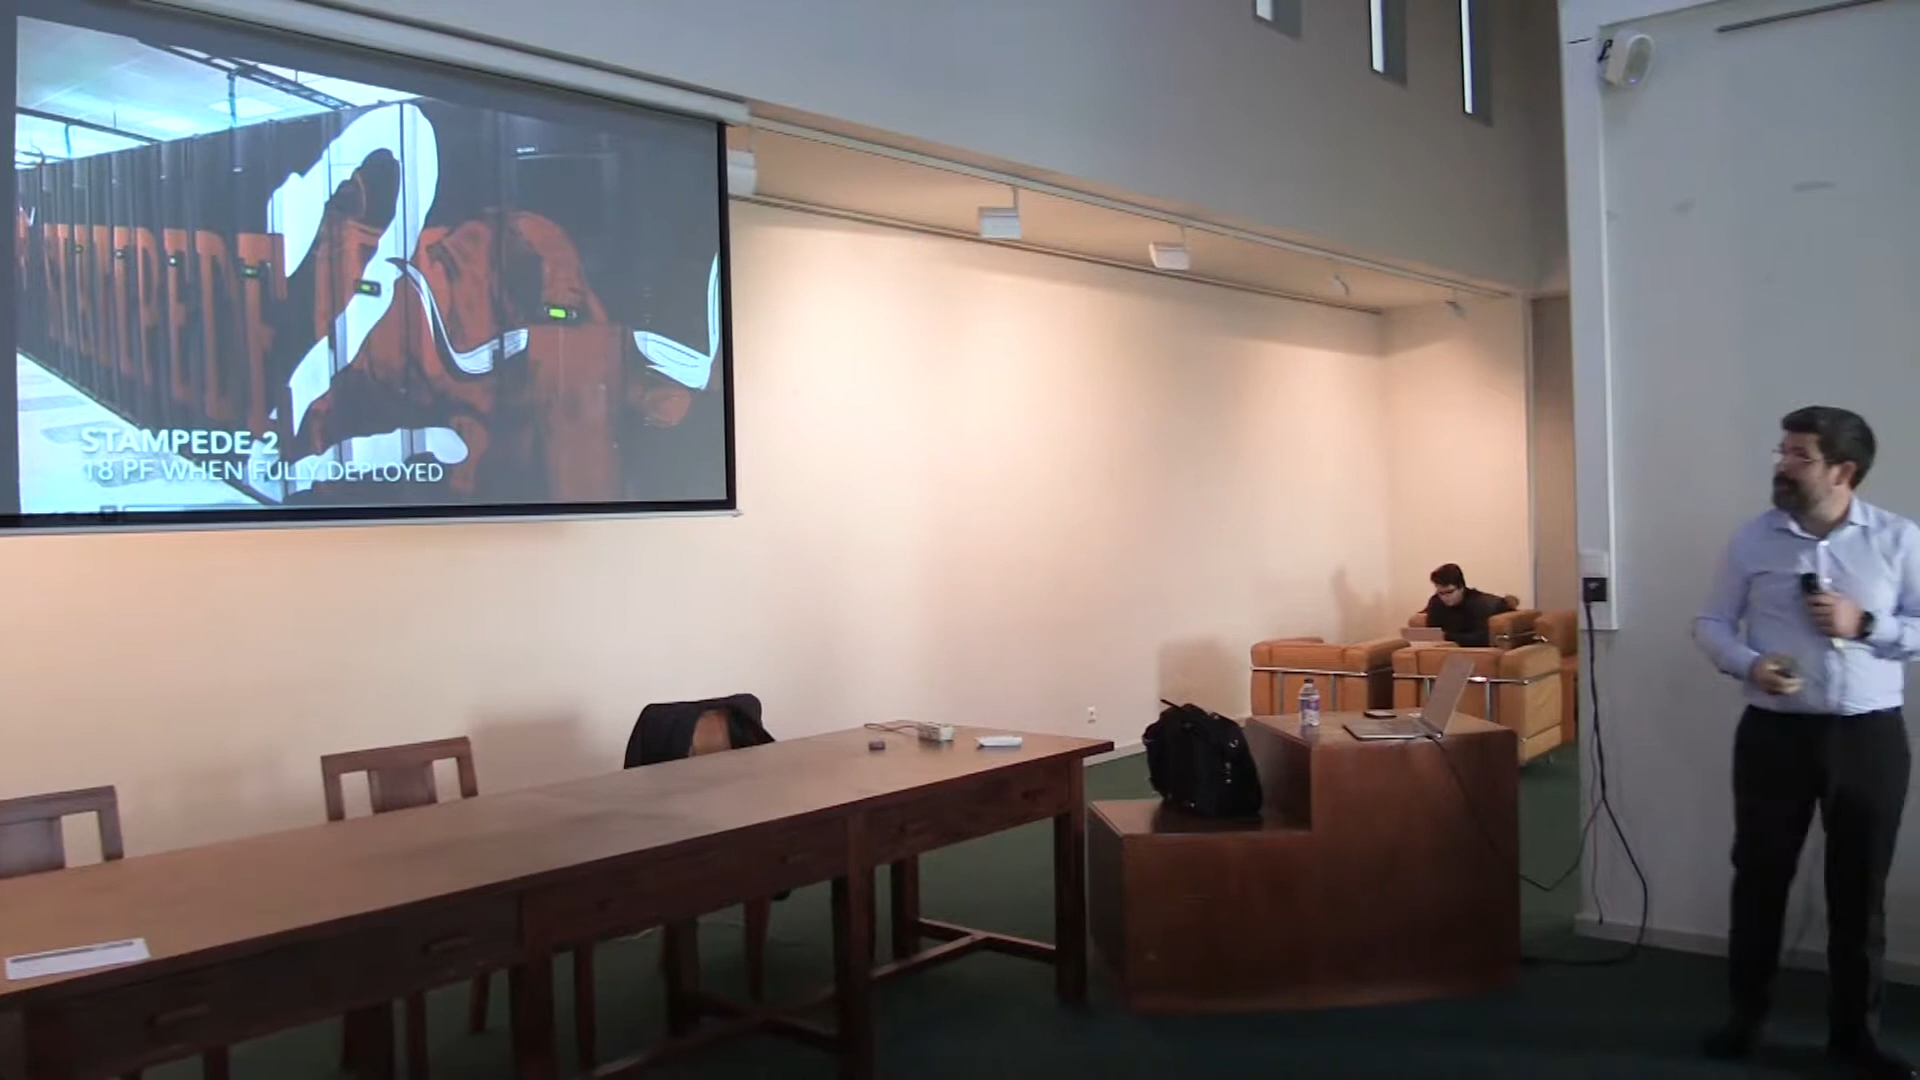 STAMPEDE
STAMPEDE 2
18 PF WHEN FULLY DEPLOYED